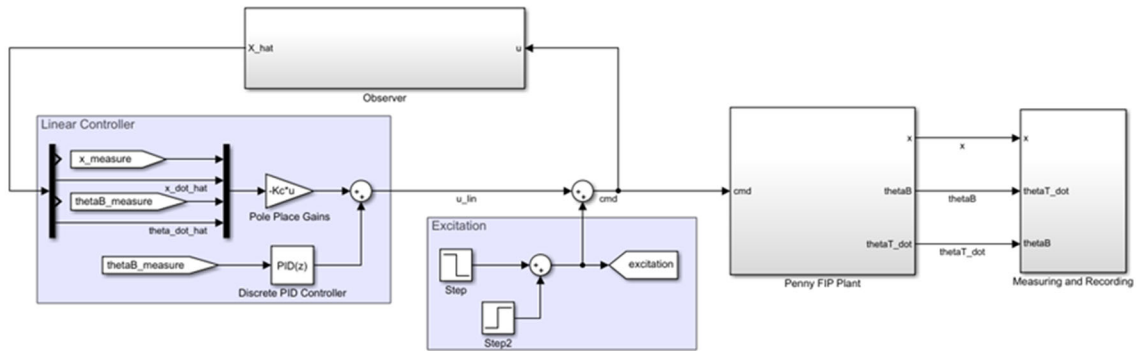 X_hat
u
Observer
Linear Controller
x_measure
x_dot_hat
thetaB_measure
theta_dot_hat
-Kc*u
Pole Place Gains
thetaB_measure
PID(z)
Discrete PID Controller
u_lin
cmd
Excitation
Step
Step2
excitation
cmd
x
thetaB
thetaT_dot
Penny FIP Plant
x
thetaB
thetaT_dot
x
thetaT_dot
thetaB
Measuring and Recording